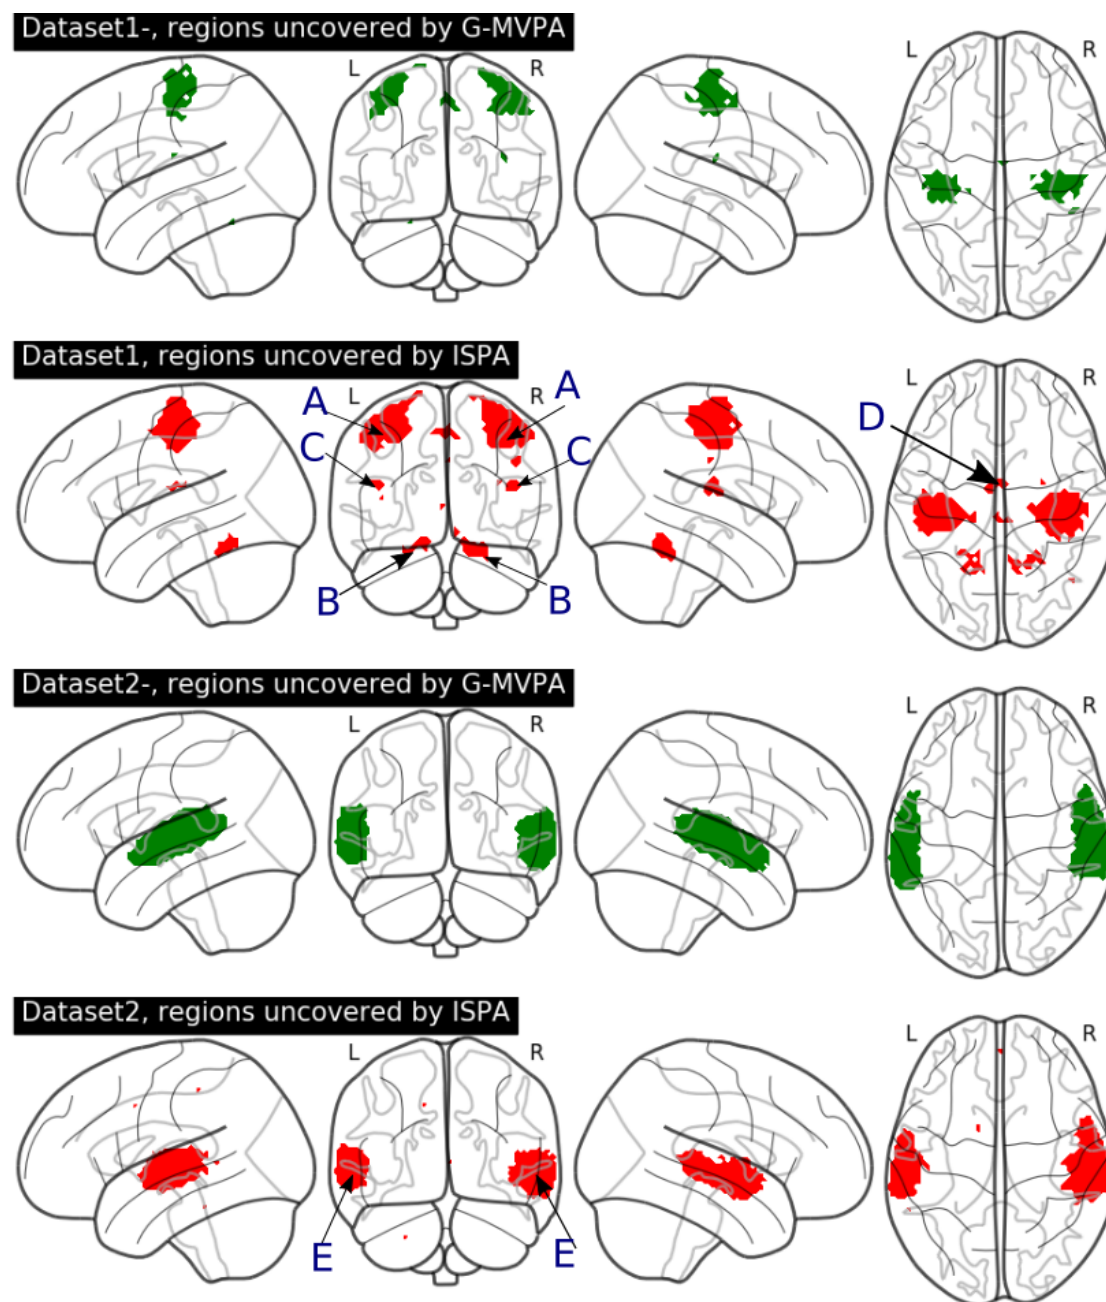 Dataset1-, regions uncovered by G-MVPA
L R L R
Dataset1, regions uncovered by ISPA
L R L R
A A D
C C
B B
Dataset2-, regions uncovered by G-MVPA
L R L R
Dataset2, regions uncovered by ISPA
L R L R
E E